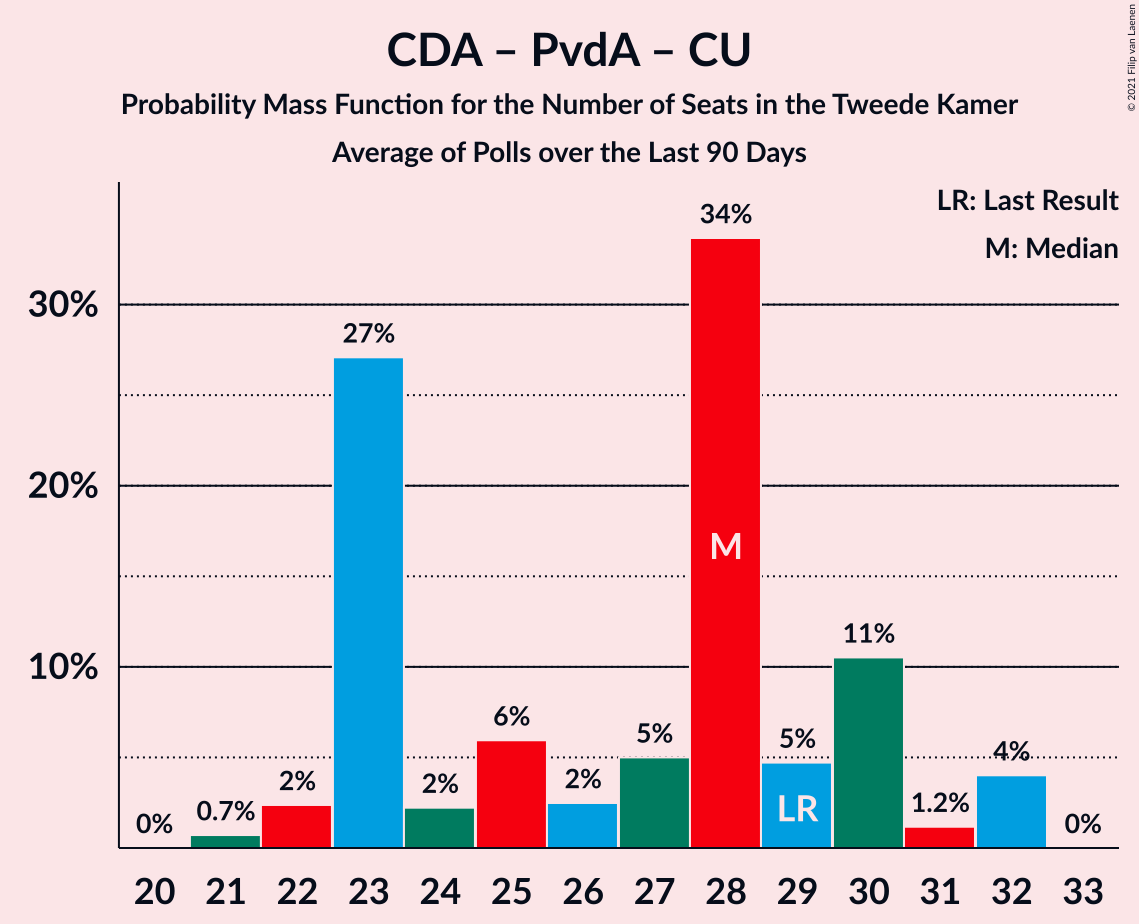 CDA – PvdA – CU
Probability Mass Function for the Number of Seats in the Tweede Kamer
Average of Polls over the Last 90 Days
© 2021 Filip van Laenen
LR: Last Result
M: Median
34%
30%
27%
20%
M
11%
10%
6%
5%
5%
4%
2%
2%
2%
1.2%
0.7%
LR
0%
0%
20 21 22 23 24 25 26 27 28 29 30 31 32 33